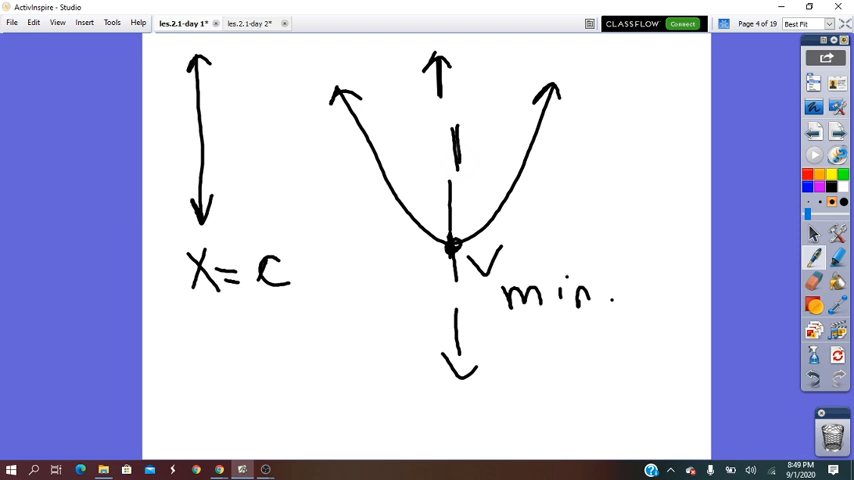 ActivInspire - Studio
File Edit View Insert Tools Help
les.2.1-day 1*
les.2.1-day 2*
CLASSFLOW Connect
Page 4 of 19
Best Fit
X = C
V
min.
8:49 PM
9/1/2020